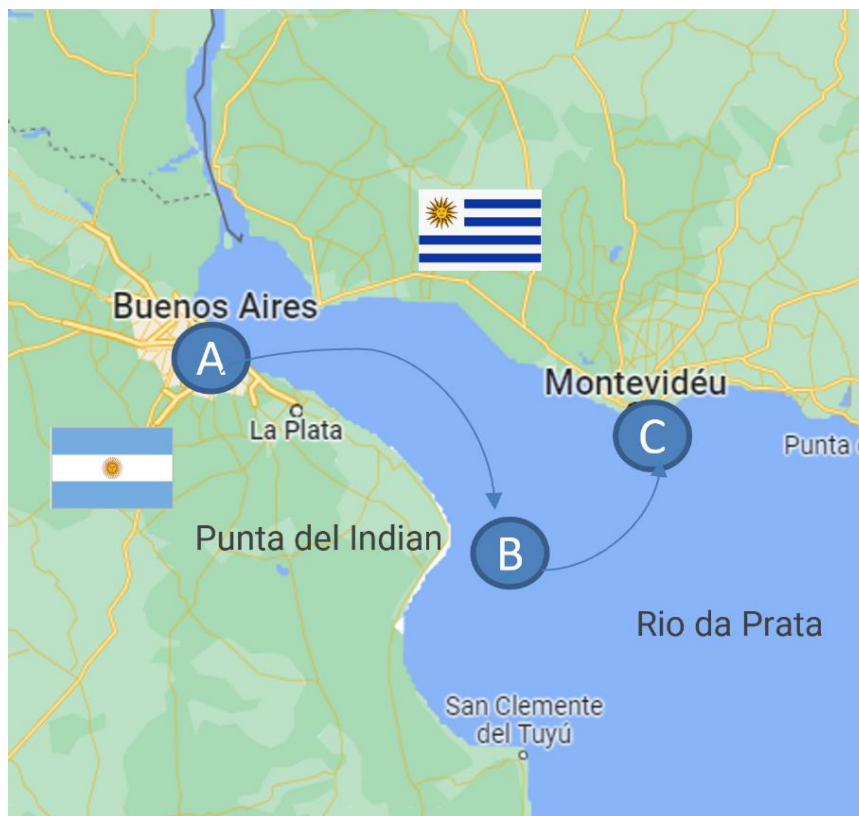 Buenos Aires
A
La Plata
Montevidéu
C
Punta
Punta del Indian
B
Rio da Prata
San Clemente
del Tuyú